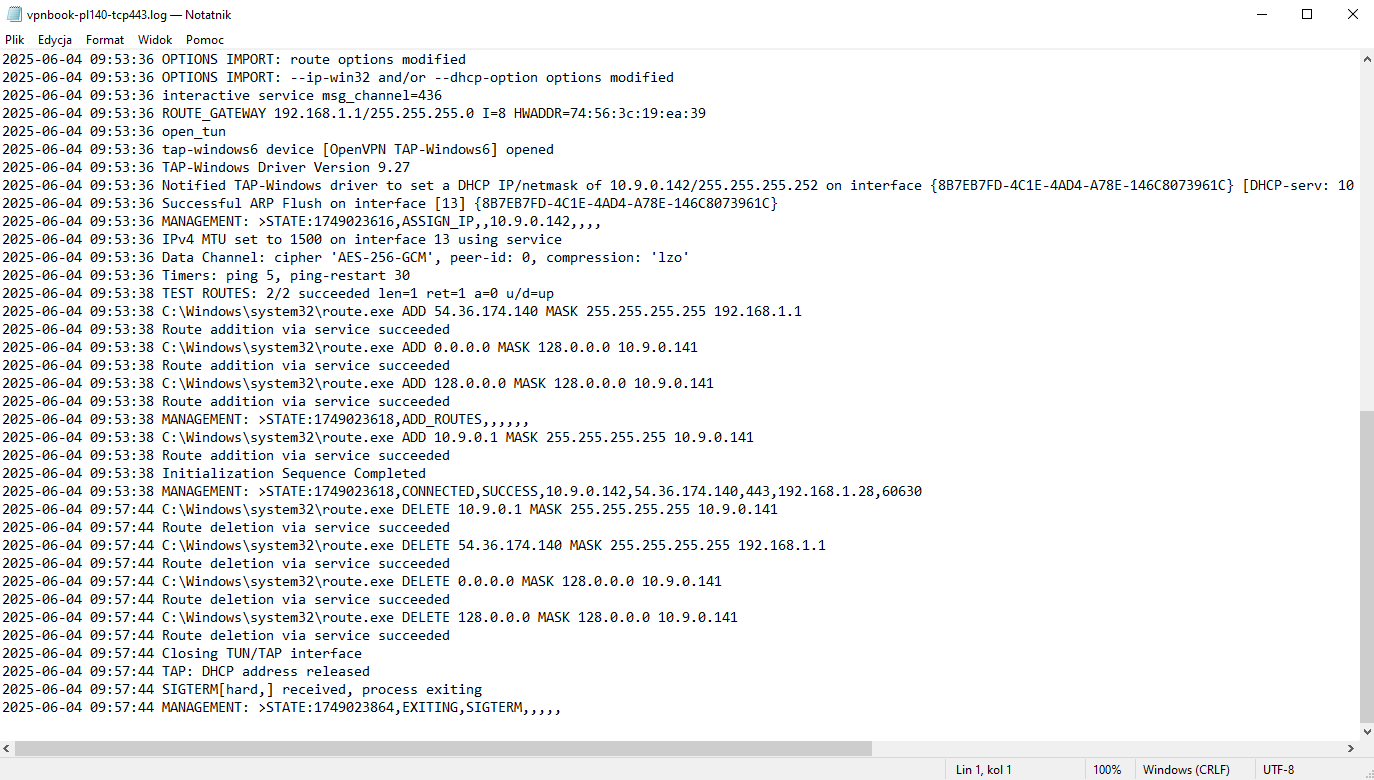 vpnbook-pl140-tcp443.log — Notatnik
Plik Edycja Format Widok Pomoc
2025-06-04 09:53:36 OPTIONS IMPORT: route options modified
2025-06-04 09:53:36 OPTIONS IMPORT: --ip-win32 and/or --dhcp-option options modified
2025-06-04 09:53:36 interactive service msg_channel=436
2025-06-04 09:53:36 ROUTE_GATEWAY 192.168.1.1/255.255.255.0 I=8 HWADDR=74:56:3c:19:ea:39
2025-06-04 09:53:36 open_tun
2025-06-04 09:53:36 tap-windows6 device [OpenVPN TAP-Windows6] opened
2025-06-04 09:53:36 TAP-Windows Driver Version 9.27
2025-06-04 09:53:36 Notified TAP-Windows driver to set a DHCP IP/netmask of 10.9.0.142/255.255.255.252 on interface {8B7EB7FD-4C1E-4AD4-A78E-146C8073961C} [DHCP-serv: 10
2025-06-04 09:53:36 Successful ARP Flush on interface [13] {8B7EB7FD-4C1E-4AD4-A78E-146C8073961C}
2025-06-04 09:53:36 MANAGEMENT: >STATE:1749023616,ASSIGN_IP,,10.9.0.142,,,,
2025-06-04 09:53:36 IPv4 MTU set to 1500 on interface 13 using service
2025-06-04 09:53:36 Data Channel: cipher 'AES-256-GCM', peer-id: 0, compression: 'lzo'
2025-06-04 09:53:36 Timers: ping 5, ping-restart 30
2025-06-04 09:53:38 TEST ROUTES: 2/2 succeeded len=1 ret=1 a=0 u/d=up
2025-06-04 09:53:38 C:\Windows\system32\route.exe ADD 54.36.174.140 MASK 255.255.255.255 192.168.1.1
2025-06-04 09:53:38 Route addition via service succeeded
2025-06-04 09:53:38 C:\Windows\system32\route.exe ADD 0.0.0.0 MASK 128.0.0.0 10.9.0.141
2025-06-04 09:53:38 Route addition via service succeeded
2025-06-04 09:53:38 C:\Windows\system32\route.exe ADD 128.0.0.0 MASK 128.0.0.0 10.9.0.141
2025-06-04 09:53:38 Route addition via service succeeded
2025-06-04 09:53:38 MANAGEMENT: >STATE:1749023618,ADD_ROUTES,,,,,,
2025-06-04 09:53:38 C:\Windows\system32\route.exe ADD 10.9.0.1 MASK 255.255.255.255 10.9.0.141
2025-06-04 09:53:38 Route addition via service succeeded
2025-06-04 09:53:38 Initialization Sequence Completed
2025-06-04 09:53:38 MANAGEMENT: >STATE:1749023618,CONNECTED,SUCCESS,10.9.0.142,54.36.174.140,443,192.168.1.28,60630
2025-06-04 09:57:44 C:\Windows\system32\route.exe DELETE 10.9.0.1 MASK 255.255.255.255 10.9.0.141
2025-06-04 09:57:44 Route deletion via service succeeded
2025-06-04 09:57:44 C:\Windows\system32\route.exe DELETE 54.36.174.140 MASK 255.255.255.255 192.168.1.1
2025-06-04 09:57:44 Route deletion via service succeeded
2025-06-04 09:57:44 C:\Windows\system32\route.exe DELETE 0.0.0.0 MASK 128.0.0.0 10.9.0.141
2025-06-04 09:57:44 Route deletion via service succeeded
2025-06-04 09:57:44 C:\Windows\system32\route.exe DELETE 128.0.0.0 MASK 128.0.0.0 10.9.0.141
2025-06-04 09:57:44 Route deletion via service succeeded
2025-06-04 09:57:44 Closing TUN/TAP interface
2025-06-04 09:57:44 TAP: DHCP address released
2025-06-04 09:57:44 SIGTERM[hard,] received, process exiting
2025-06-04 09:57:44 MANAGEMENT: >STATE:1749023864,EXITING,SIGTERM,,,,,
Lin 1, kol 1 100% Windows (CRLF) UTF-8